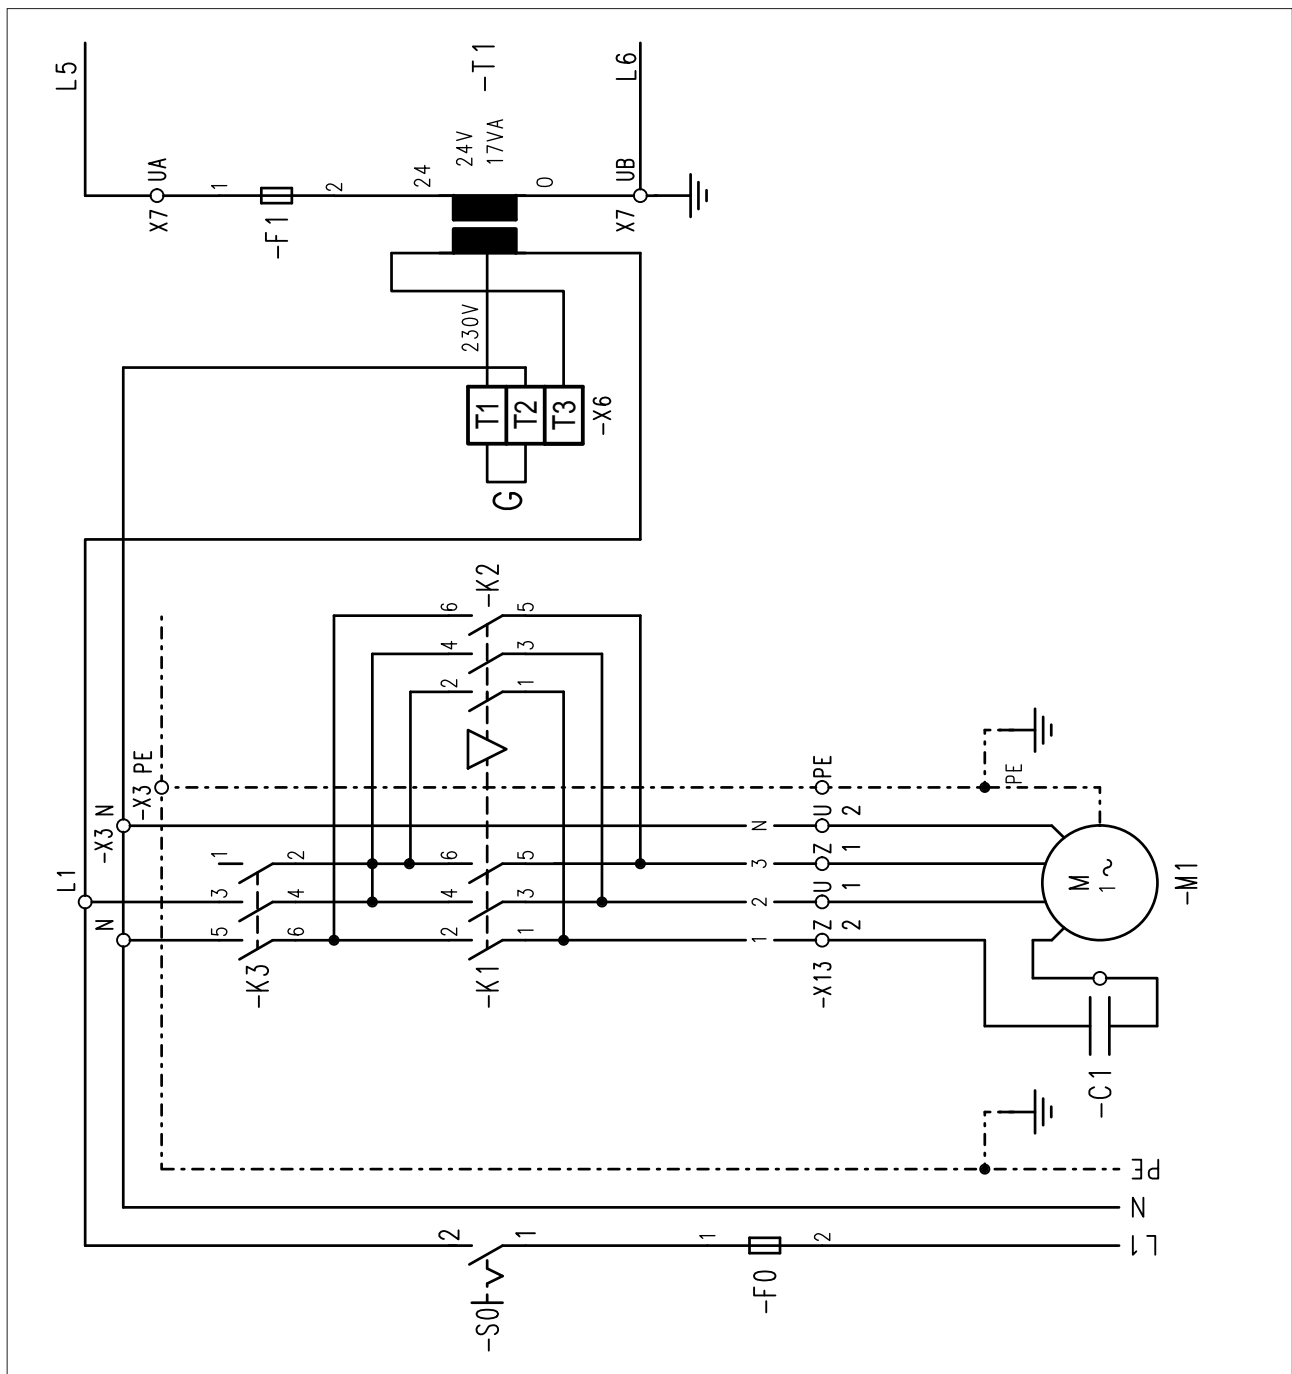 L5
L6
-T1
24V
17VA
X7 UA
1
-F1
2
24
0
X7 UB
230V
T1
T2
T3
-X6
G
L1
N
-X3 N
-X3 PE
-K2
6
5
4
3
2
1
1
2
3
4
5
6
-K3
6
5
4
3
2
1
-K1
N
3
2
1
PE
U 2
Z 1
U 1
Z 2
-X13
PE
M
1~
-M1
-C1
PE
N
L1
2
1
-S0
1
2
-F0